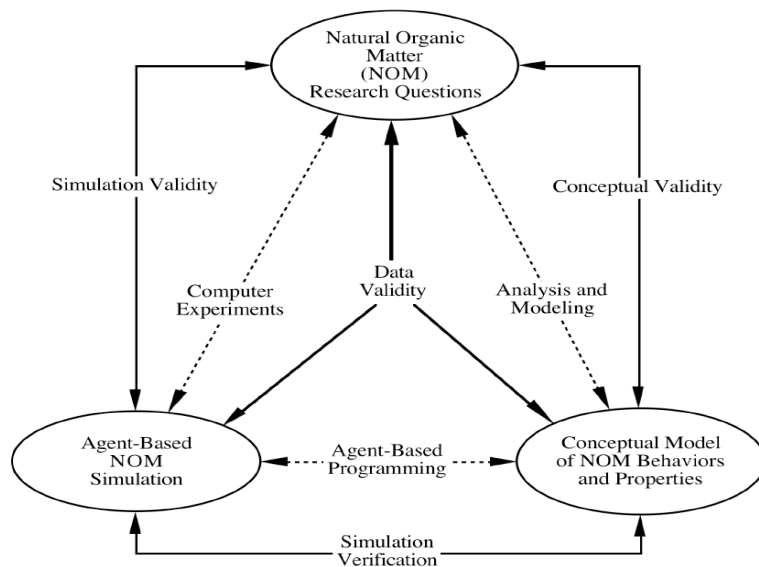 Natural Organic
Matter
(NOM)
Research Questions
Simulation Validity
Conceptual Validity
Computer
Experiments
Data
Validity
Analysis and
Modeling
Agent-Based
NOM
Simulation
Agent-Based
Programming
Conceptual Model
of NOM Behaviors
and Properties
Simulation
Verification